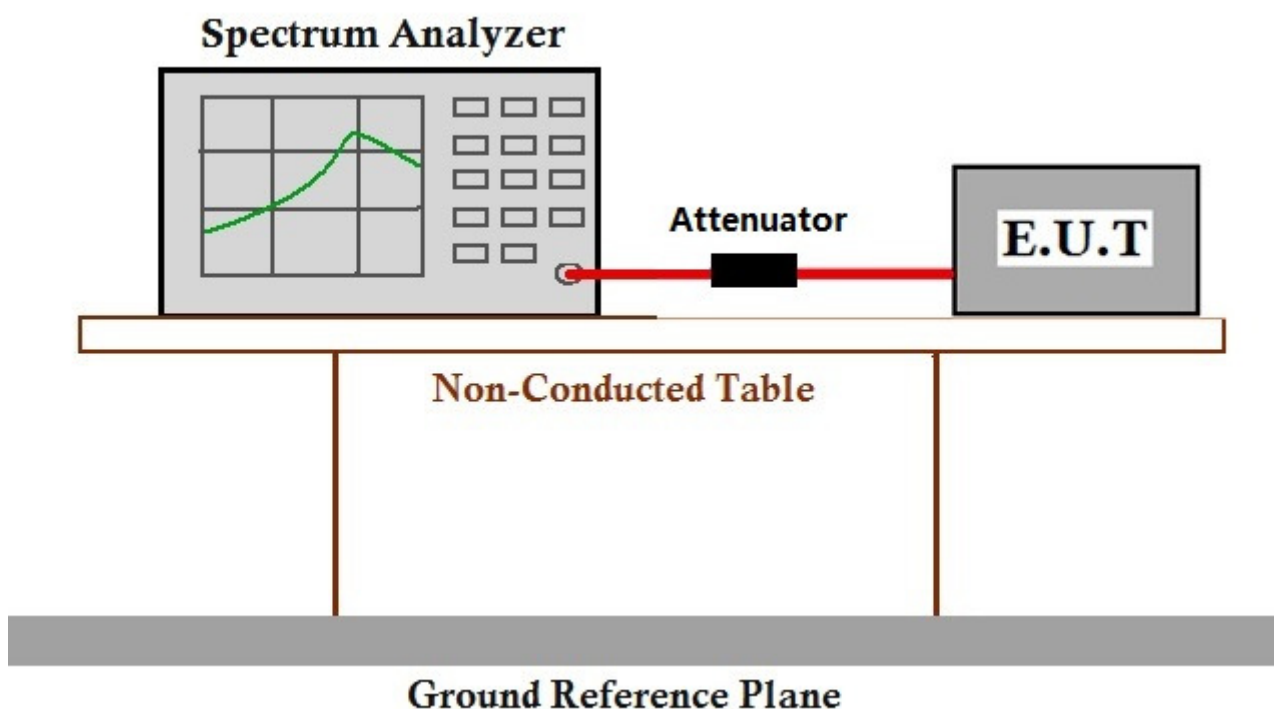 Spectrum Analyzer
Attenuator
E.U.T
Non-Conducted Table
Ground Reference Plane